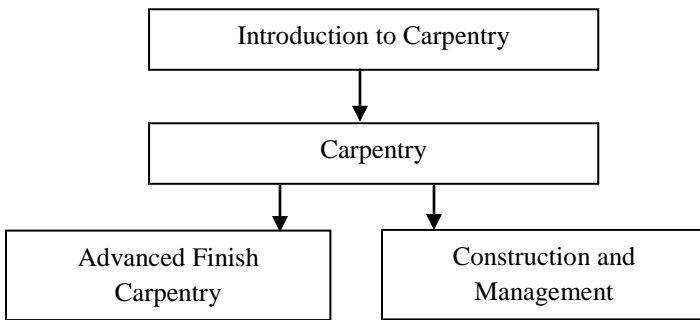 Introduction to Carpentry
Carpentry
Advanced Finish
Carpentry
Construction and
Management